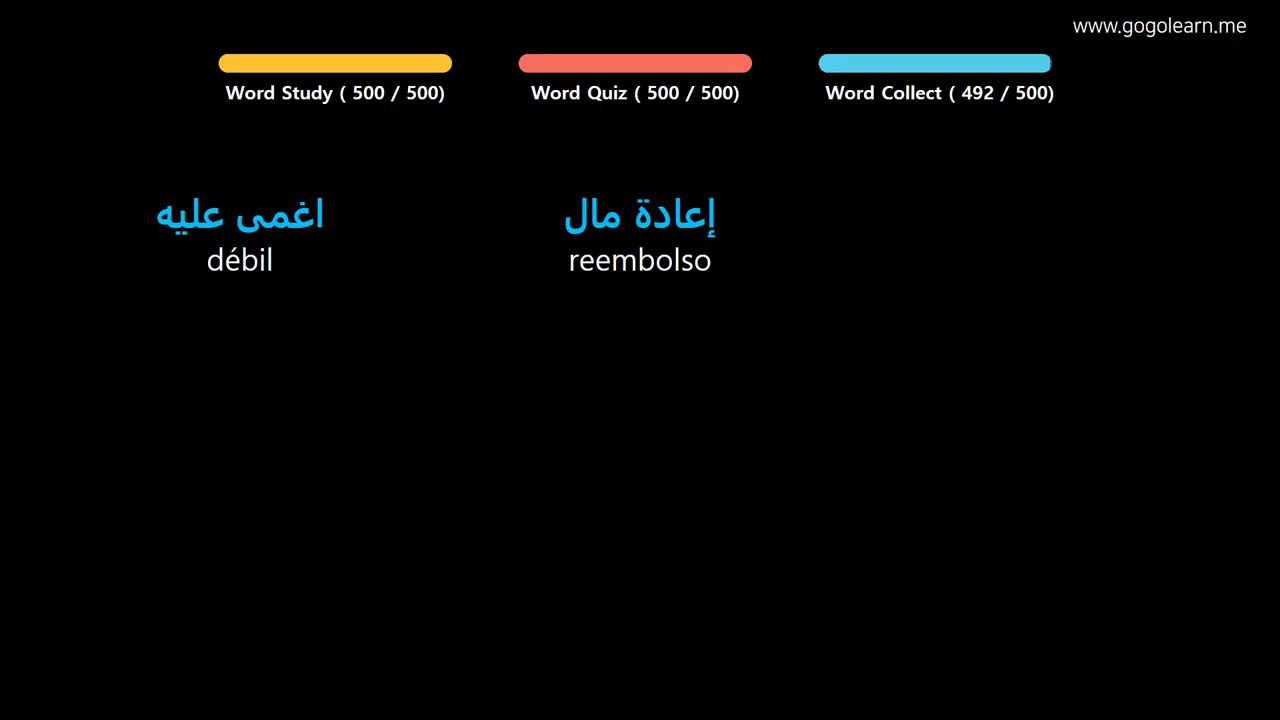 www.gogolearn.me
Word Study ( 500 / 500)
Word Quiz ( 500 / 500)
Word Collect ( 492 / 500)
اغمى عليه
débil
إعادة مال
reembolso